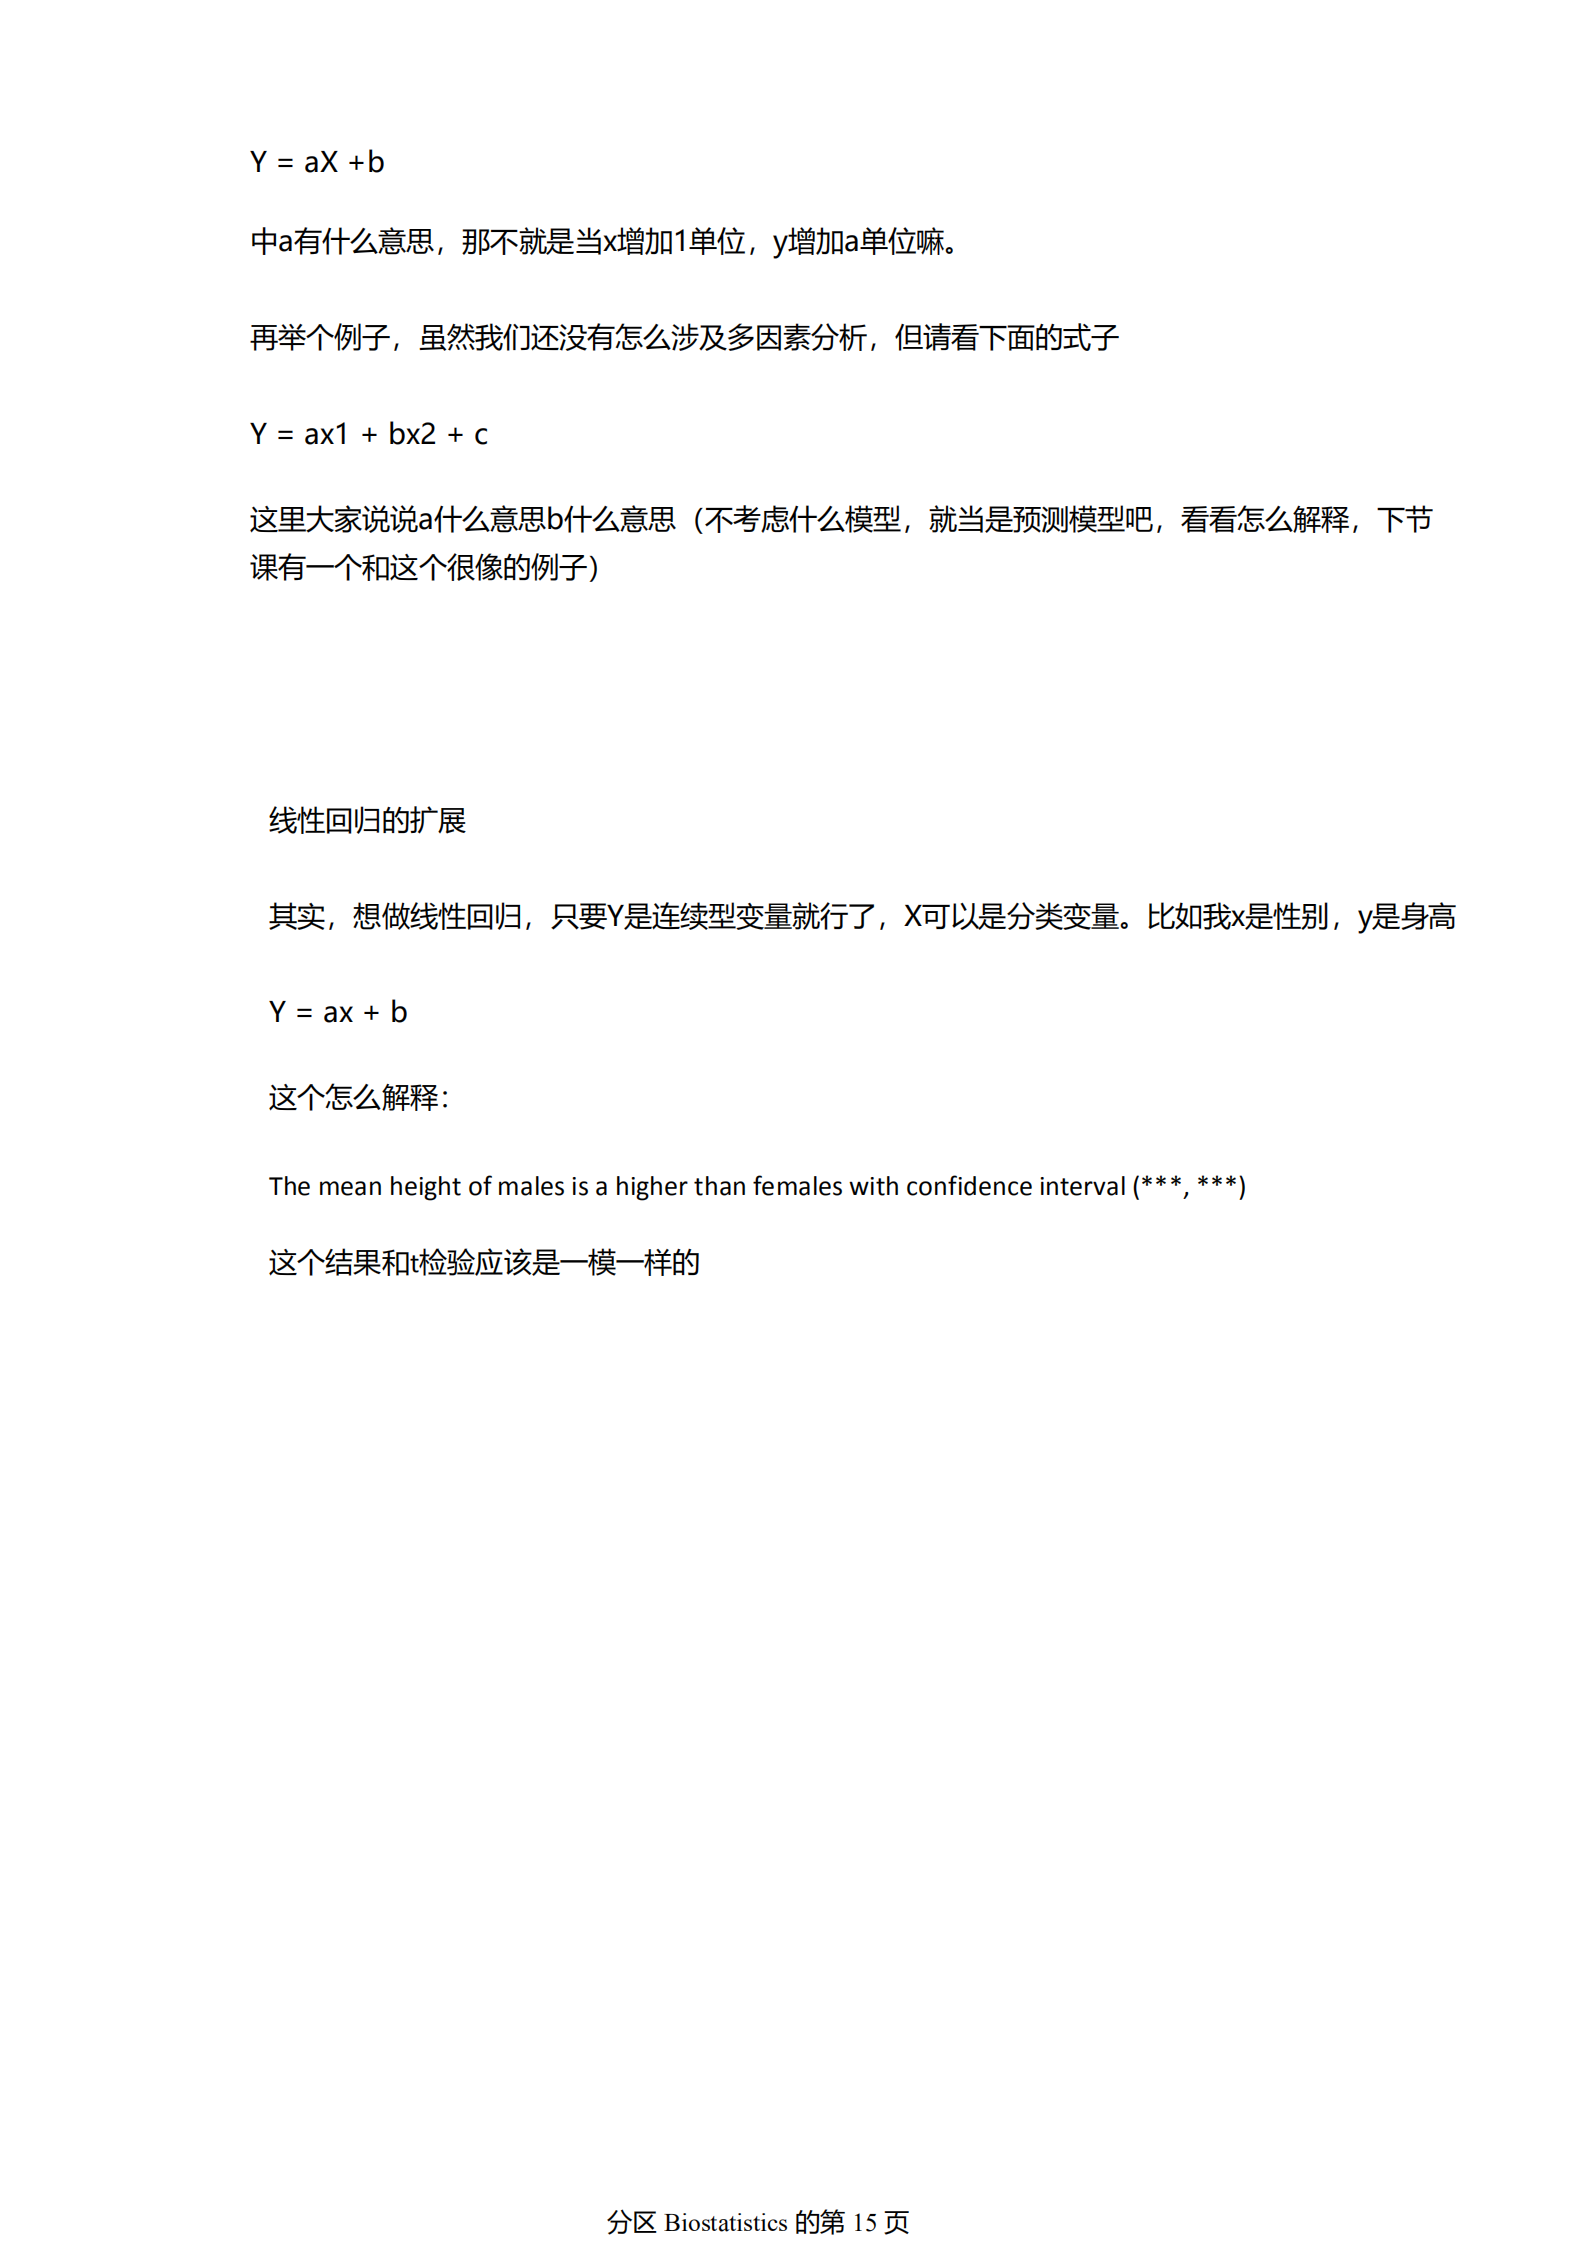 Y = aX +b
中a有什么意思，那不就是当x增加1单位，y增加a单位嘛。
再举个例子，虽然我们还没有怎么涉及多因素分析，但请看下面的式子
Y = ax1 + bx2 + c
这里大家说说a什么意思b什么意思（不考虑什么模型，就当是预测模型吧，看看怎么解释，下节
课有一个和这个很像的例子）
线性回归的扩展
其实，想做线性回归，只要Y是连续型变量就行了，X可以是分类变量。比如我x是性别，y是身高
Y = ax + b
这个怎么解释：
The mean height of males is a higher than females with confidence interval (***, ***)
这个结果和t检验应该是一模一样的
分区 Biostatistics 的第 15 页